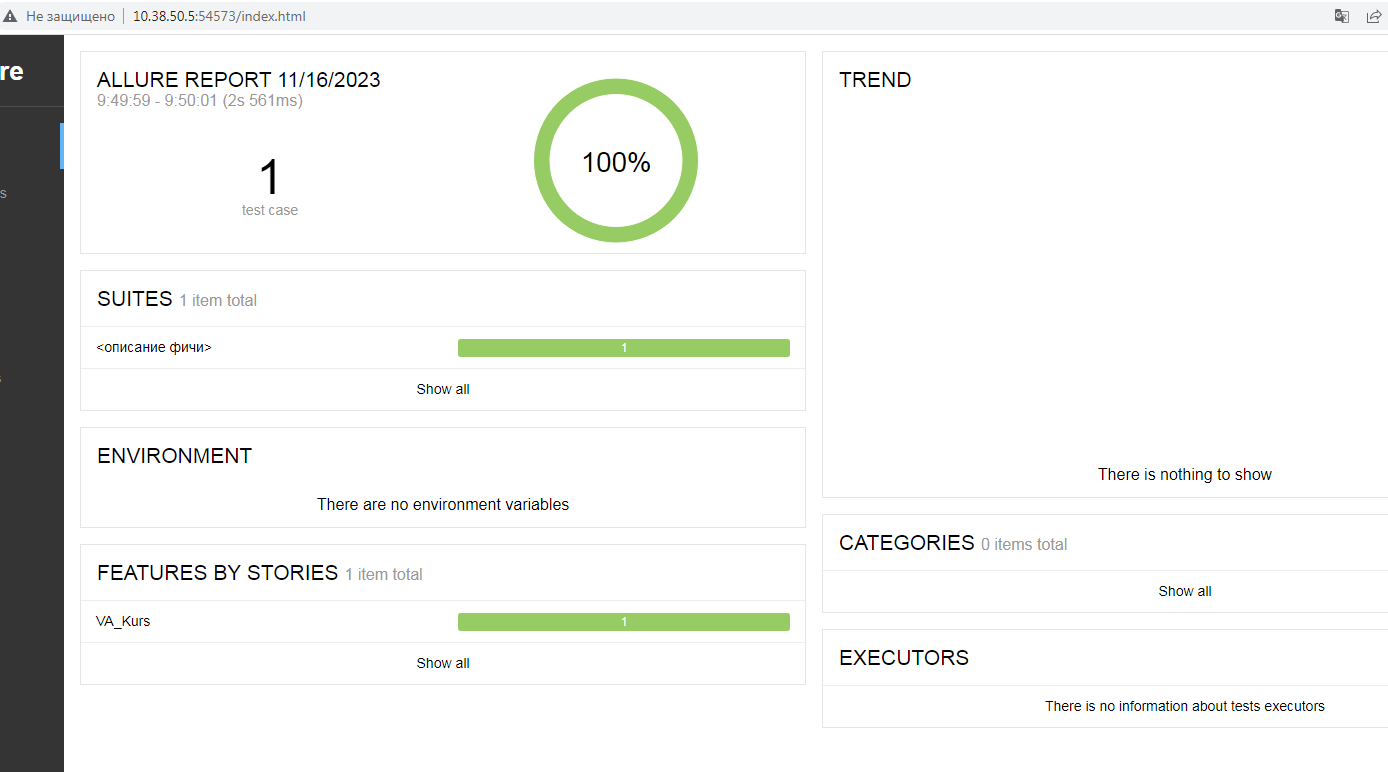 Не защищено 10.38.50.5:54573/index.html
re
s
s
ALLURE REPORT 11/16/2023
9:49:59 - 9:50:01 (2s 561ms)
1
test case
100%
SUITES 1 item total
<описание фичи> 1
Show all
ENVIRONMENT
There are no environment variables
FEATURES BY STORIES 1 item total
VA_Kurs 1
Show all
TREND
There is nothing to show
CATEGORIES 0 items total
Show all
EXECUTORS
There is no information about tests executors